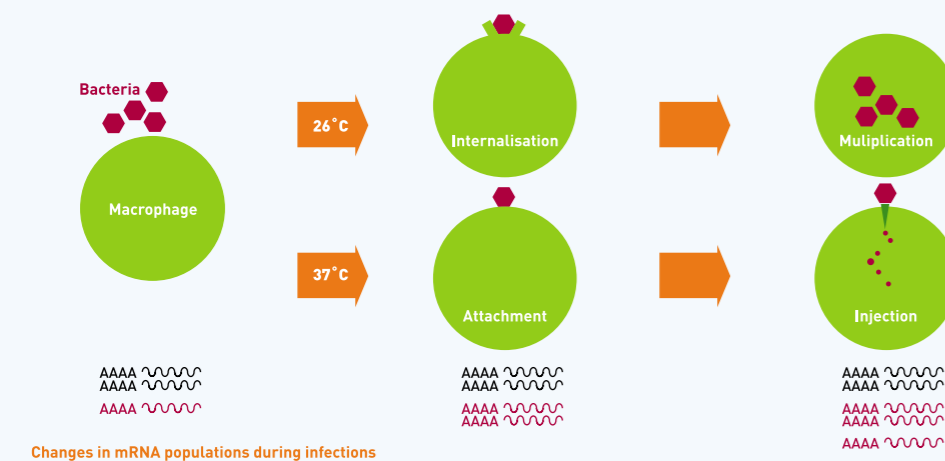 Bacteria
26°C
Internalisation
Muliplication
Macrophage
37°C
Attachment
Injection
AAAA
AAAA
AAAA
AAAA
AAAA
AAAA
AAAA
AAAA
AAAA
AAAA
AAAA
AAAA
Changes in mRNA populations during infections